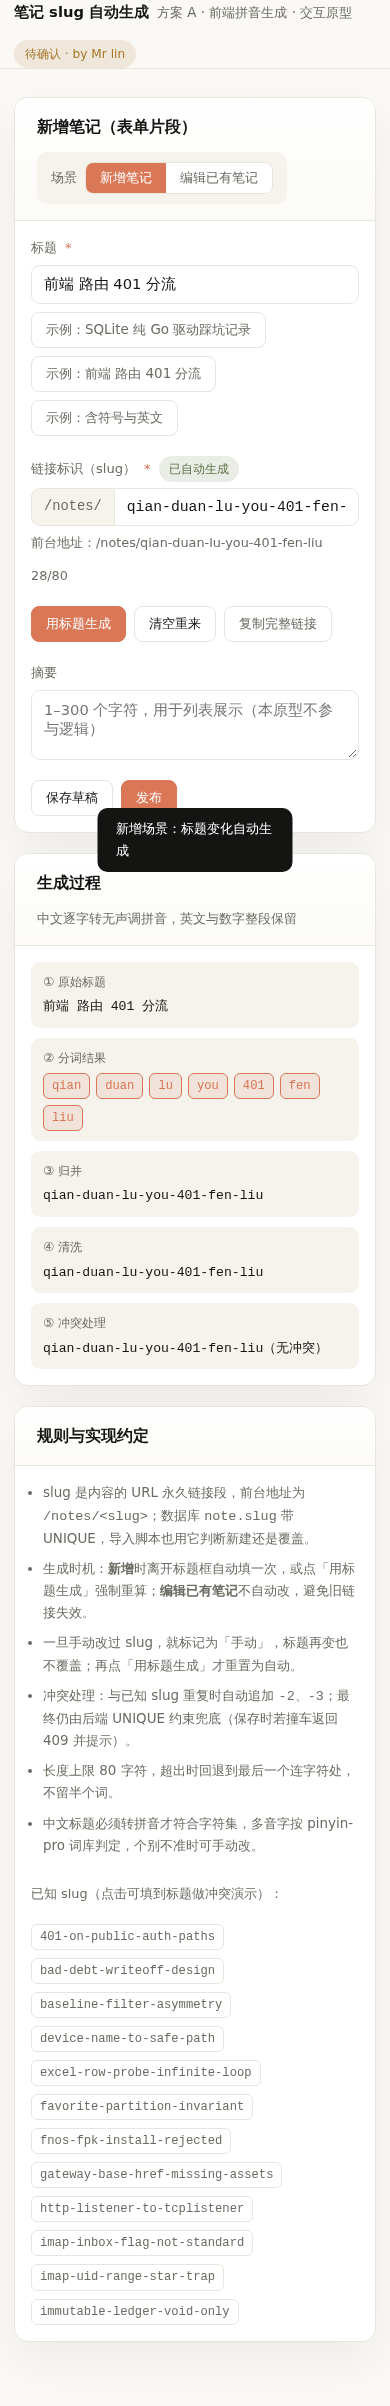 笔记 slug 自动生成 方案 A · 前端拼音生成 · 交互原型
待确认 · by Mr lin
新增笔记（表单片段）
场景 新增笔记 编辑已有笔记
标题 *
前端 路由 401 分流
示例：SQLite 纯 Go 驱动踩坑记录
示例：前端 路由 401 分流
示例：含符号与英文
链接标识（slug） * 已自动生成
/notes/ qian-duan-lu-you-401-fen-
前台地址：/notes/qian-duan-lu-you-401-fen-liu
28/80
用标题生成 清空重来 复制完整链接
摘要
1–300 个字符，用于列表展示（本原型不参
与逻辑）
保存草稿 发布
新增场景：标题变化自动生
成
生成过程
中文逐字转无声调拼音，英文与数字整段保留
① 原始标题
前端 路由 401 分流
② 分词结果
qian duan lu you 401 fen
liu
③ 归并
qian-duan-lu-you-401-fen-liu
④ 清洗
qian-duan-lu-you-401-fen-liu
⑤ 冲突处理
qian-duan-lu-you-401-fen-liu（无冲突）
规则与实现约定
• slug 是内容的 URL 永久链接段，前台地址为
/notes/<slug>；数据库 note.slug 带
UNIQUE，导入脚本也用它判断新建还是覆盖。
• 生成时机：新增时离开标题框自动填一次，或点「用标
题生成」强制重算；编辑已有笔记不自动改，避免旧链
接失效。
• 一旦手动改过 slug，就标记为「手动」，标题再变也
不覆盖；再点「用标题生成」才重置为自动。
• 冲突处理：与已知 slug 重复时自动追加 -2、-3；最
终仍由后端 UNIQUE 约束兜底（保存时若撞车返回
409 并提示）。
• 长度上限 80 字符，超出时回退到最后一个连字符处，
不留半个词。
• 中文标题必须转拼音才符合字符集，多音字按 pinyin-
pro 词库判定，个别不准时可手动改。
已知 slug（点击可填到标题做冲突演示）：
401-on-public-auth-paths
bad-debt-writeoff-design
baseline-filter-asymmetry
device-name-to-safe-path
excel-row-probe-infinite-loop
favorite-partition-invariant
fnos-fpk-install-rejected
gateway-base-href-missing-assets
http-listener-to-tcplistener
imap-inbox-flag-not-standard
imap-uid-range-star-trap
immutable-ledger-void-only